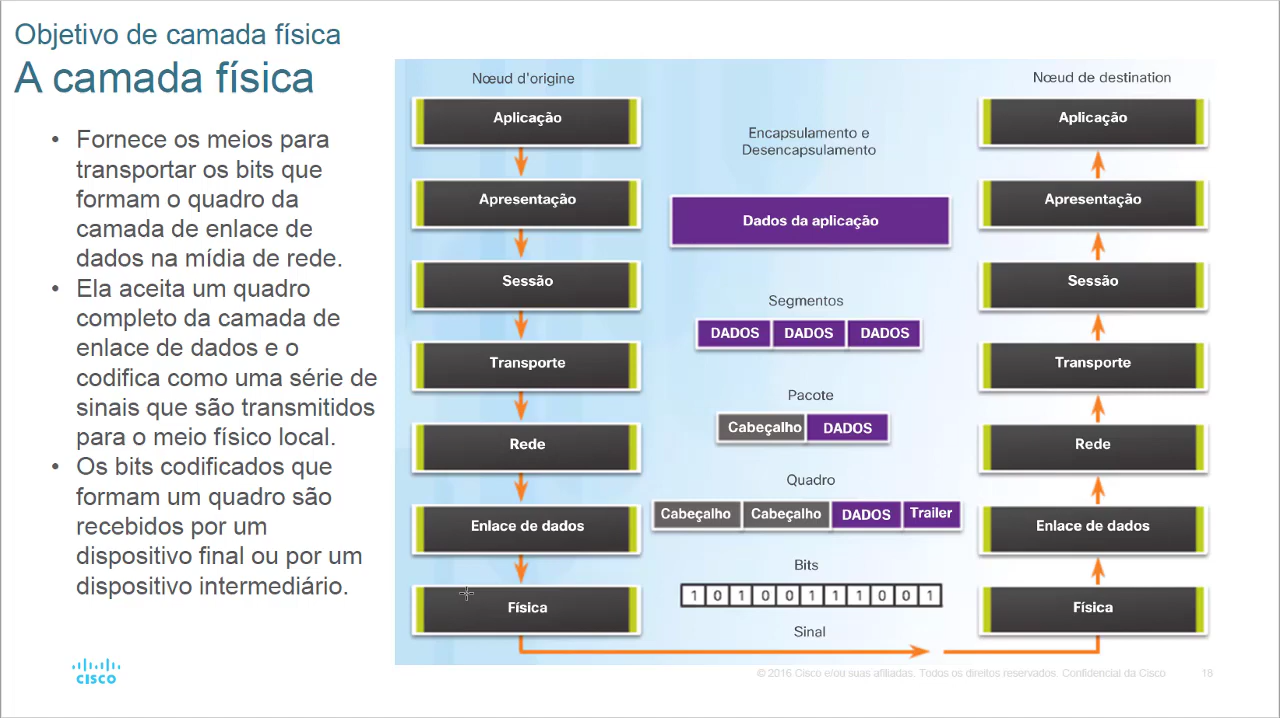 Objetivo de camada física
A camada física
• Fornece os meios para
transportar os bits que
formam o quadro da
camada de enlace de
dados na mídia de rede.
• Ela aceita um quadro
completo da camada de
enlace de dados e o
codifica como uma série de
sinais que são transmitidos
para o meio físico local.
• Os bits codificados que
formam um quadro são
recebidos por um
dispositivo final ou por um
dispositivo intermediário.
Nœud d'origine
Aplicação
Apresentação
Sessão
Transporte
Rede
Enlace de dados
Física
Encapsulamento e
Desencapsulamento
Dados da aplicação
Segmentos
DADOS DADOS DADOS
Pacote
Cabeçalho DADOS
Quadro
Cabeçalho Cabeçalho DADOS Trailer
Bits
1 0 1 0 0 1 1 1 0 0 1
Sinal
Nœud de destination
Aplicação
Apresentação
Sessão
Transporte
Rede
Enlace de dados
Física
CISCO
© 2016 Cisco e/ou suas afiliadas. Todos os direitos reservados. Confidencial da Cisco 18